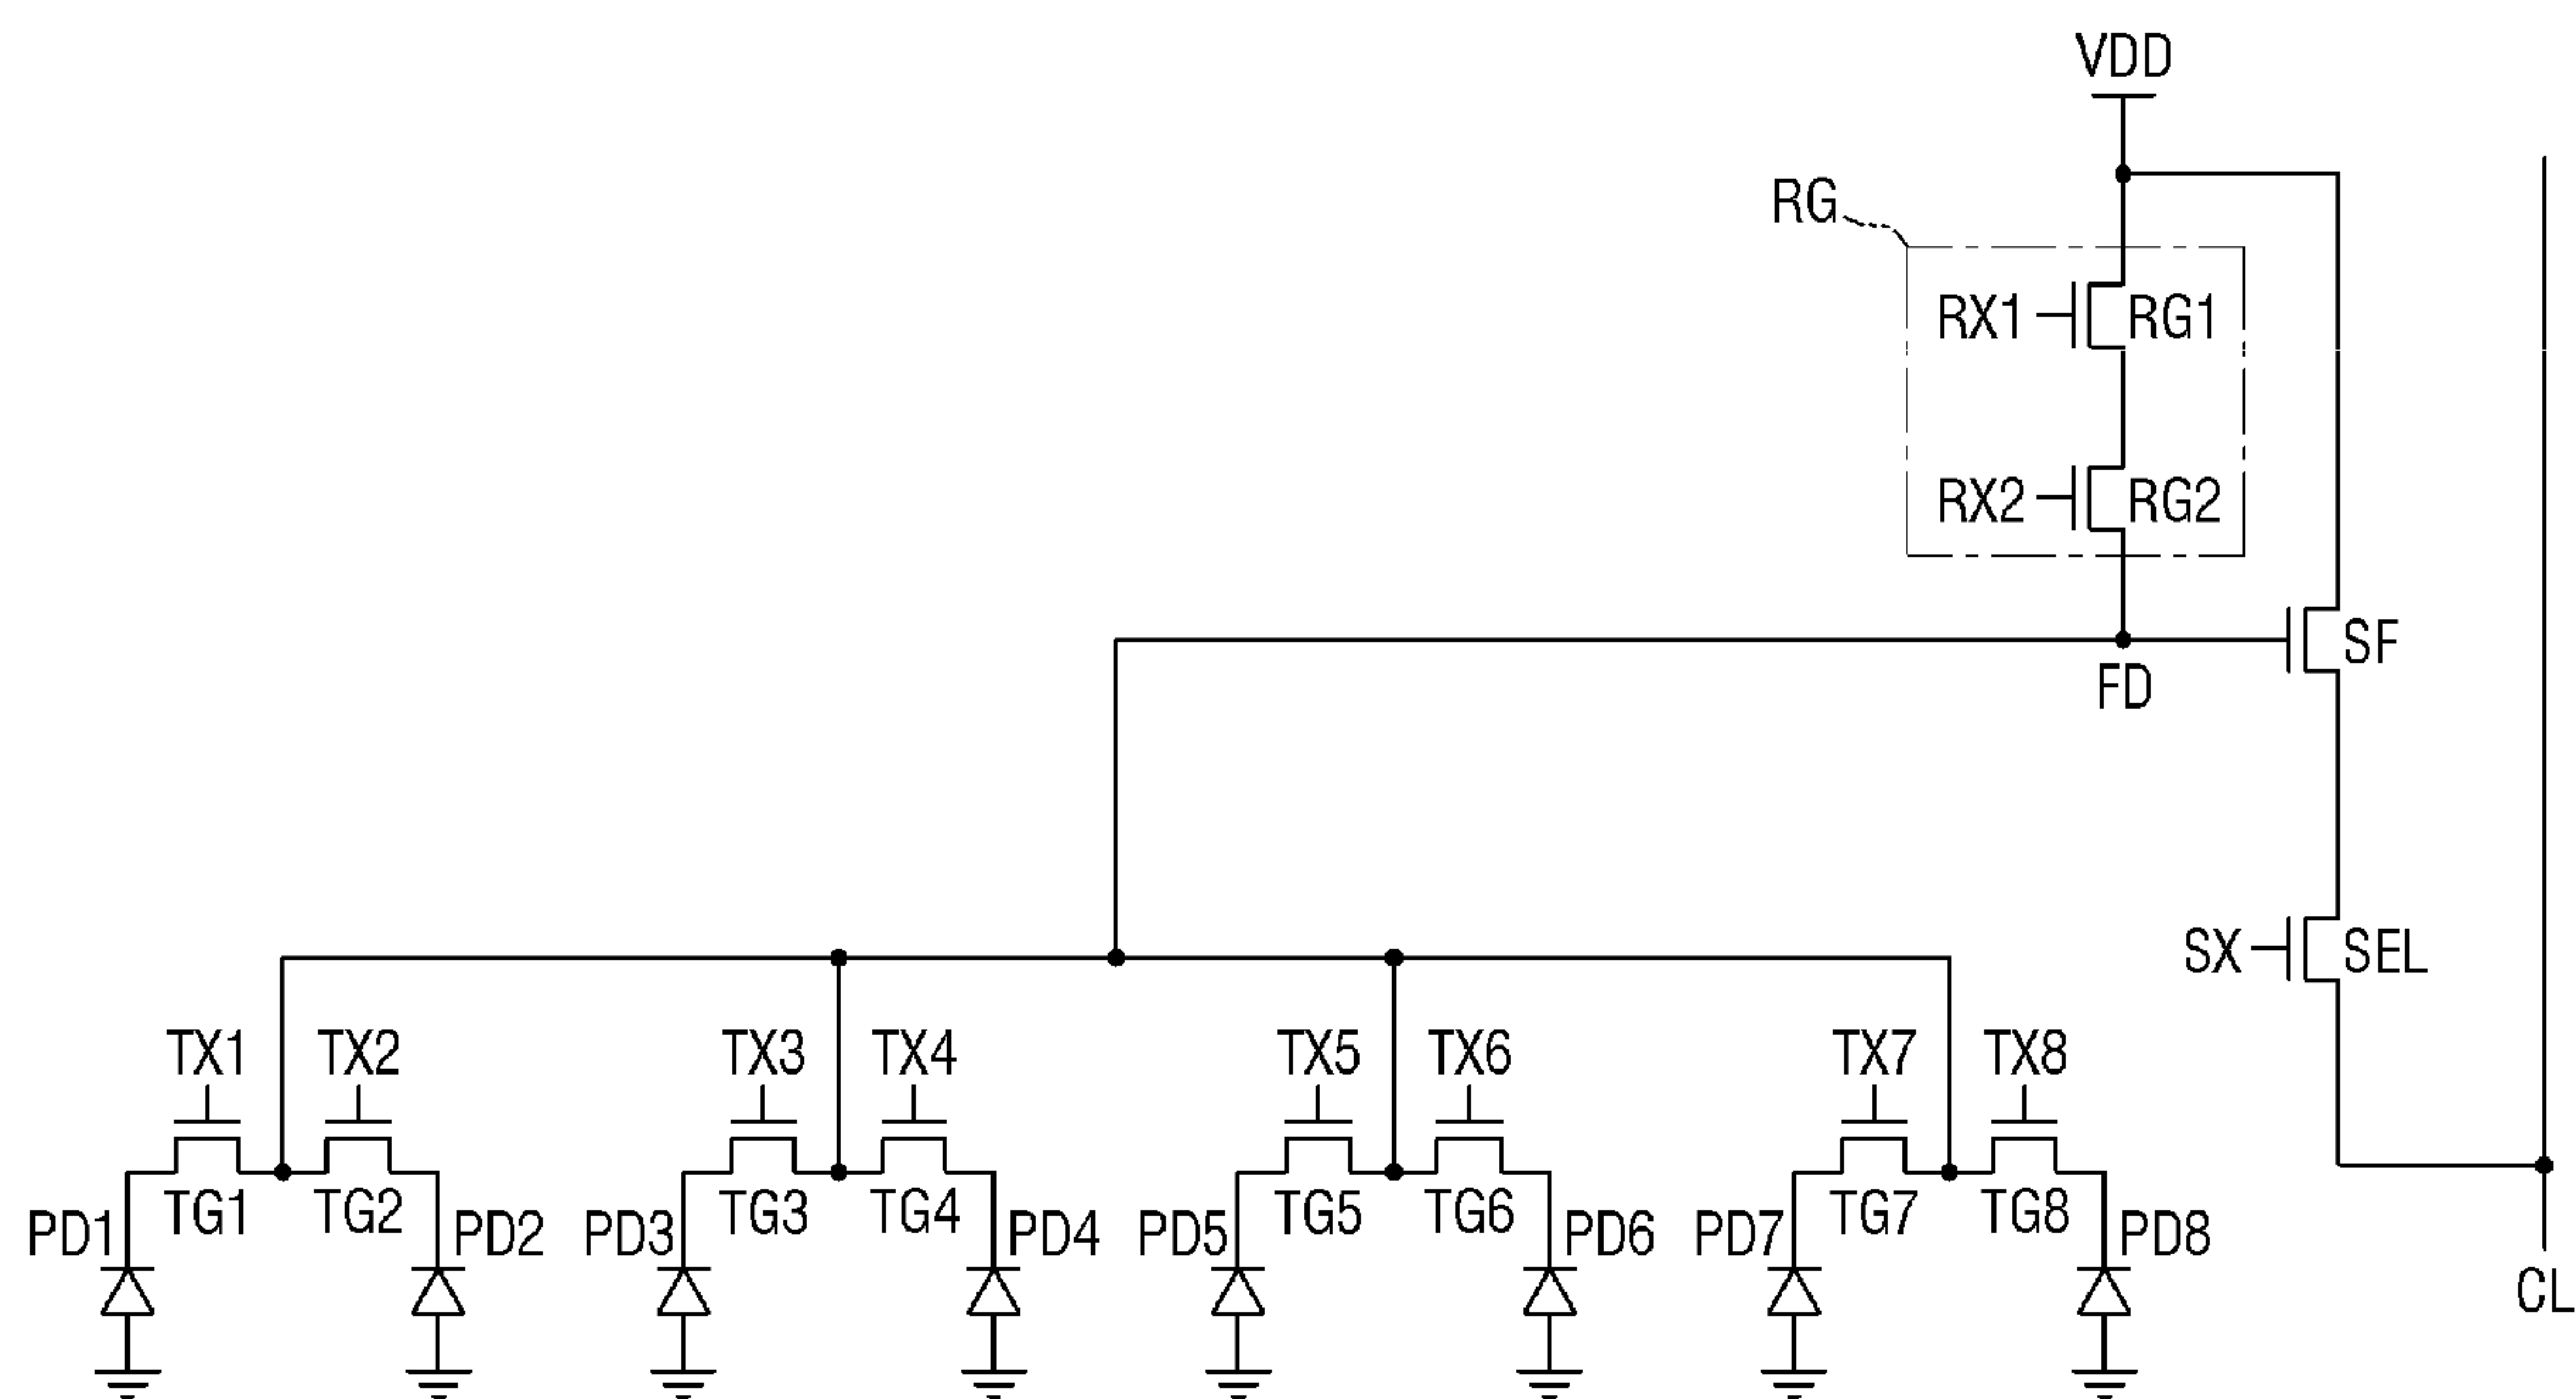 VDD
RG
RX1 RG1
RX2 RG2
SF
FD
SX SEL
TX1 TX2 TX3 TX4 TX5 TX6 TX7 TX8
TG1 TG2 TG3 TG4 TG5 TG6 TG7 TG8
PD1 PD2 PD3 PD4 PD5 PD6 PD7 PD8
CL